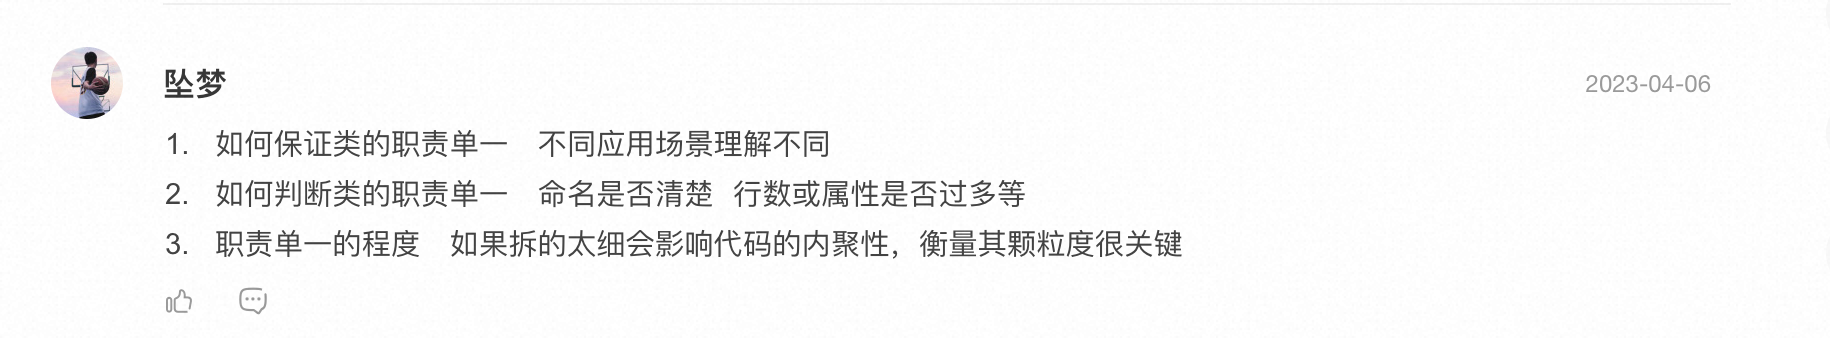 坠梦
2023-04-06
1. 如何保证类的职责单一 不同应用场景理解不同
2. 如何判断类的职责单一 命名是否清楚 行数或属性是否过多等
3. 职责单一的程度 如果拆的太细会影响代码的内聚性，衡量其颗粒度很关键